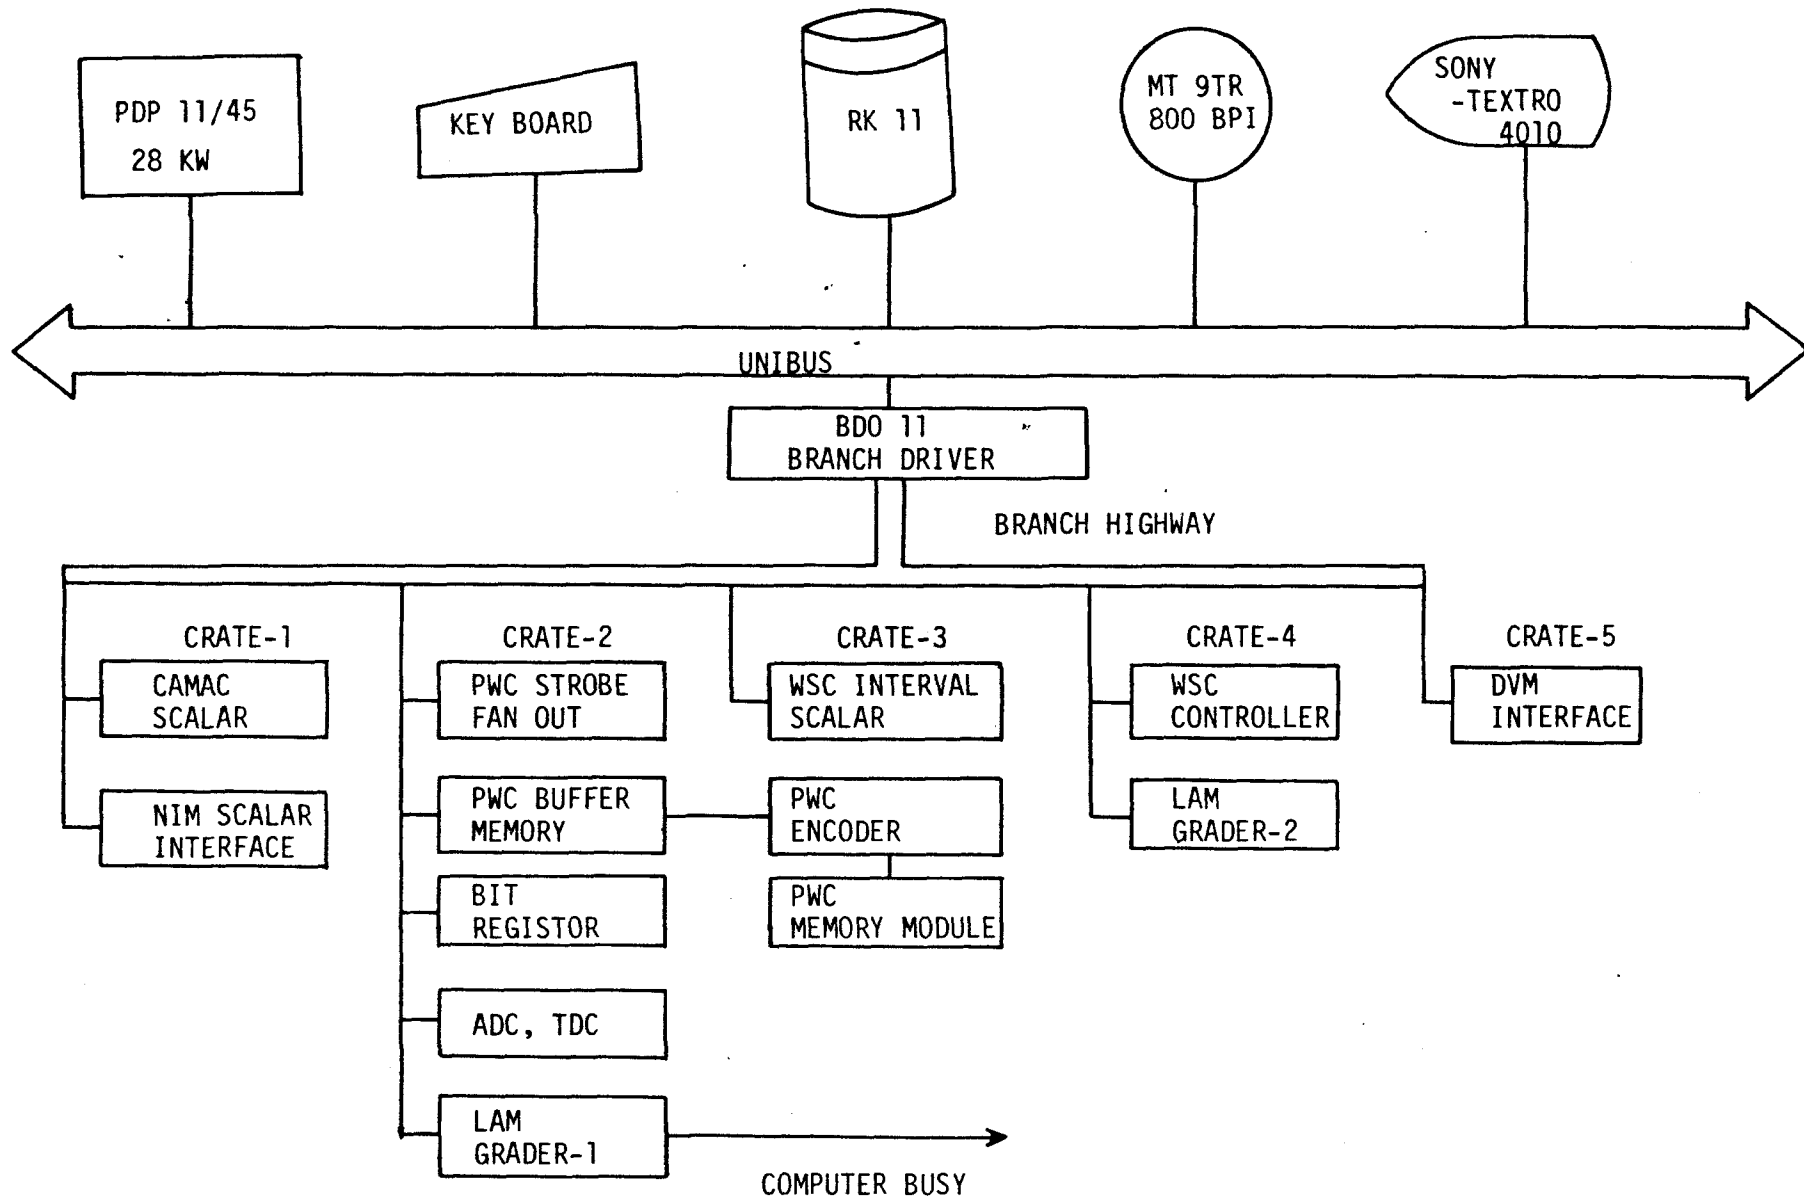 PDP 11/45
28 KW
KEY BOARD
RK 11
MT 9TR
800 BPI
SONY
-TEXTRO
4010
UNIBUS
BDO 11
BRANCH DRIVER
BRANCH HIGHWAY
CRATE-1
CAMAC
SCALAR
NIM SCALAR
INTERFACE
CRATE-2
PWC STROBE
FAN OUT
PWC BUFFER
MEMORY
BIT
REGISTOR
ADC, TDC
LAM
GRADER-1
COMPUTER BUSY
CRATE-3
WSC INTERVAL
SCALAR
PWC
ENCODER
PWC
MEMORY MODULE
CRATE-4
WSC
CONTROLLER
LAM
GRADER-2
CRATE-5
DVM
INTERFACE